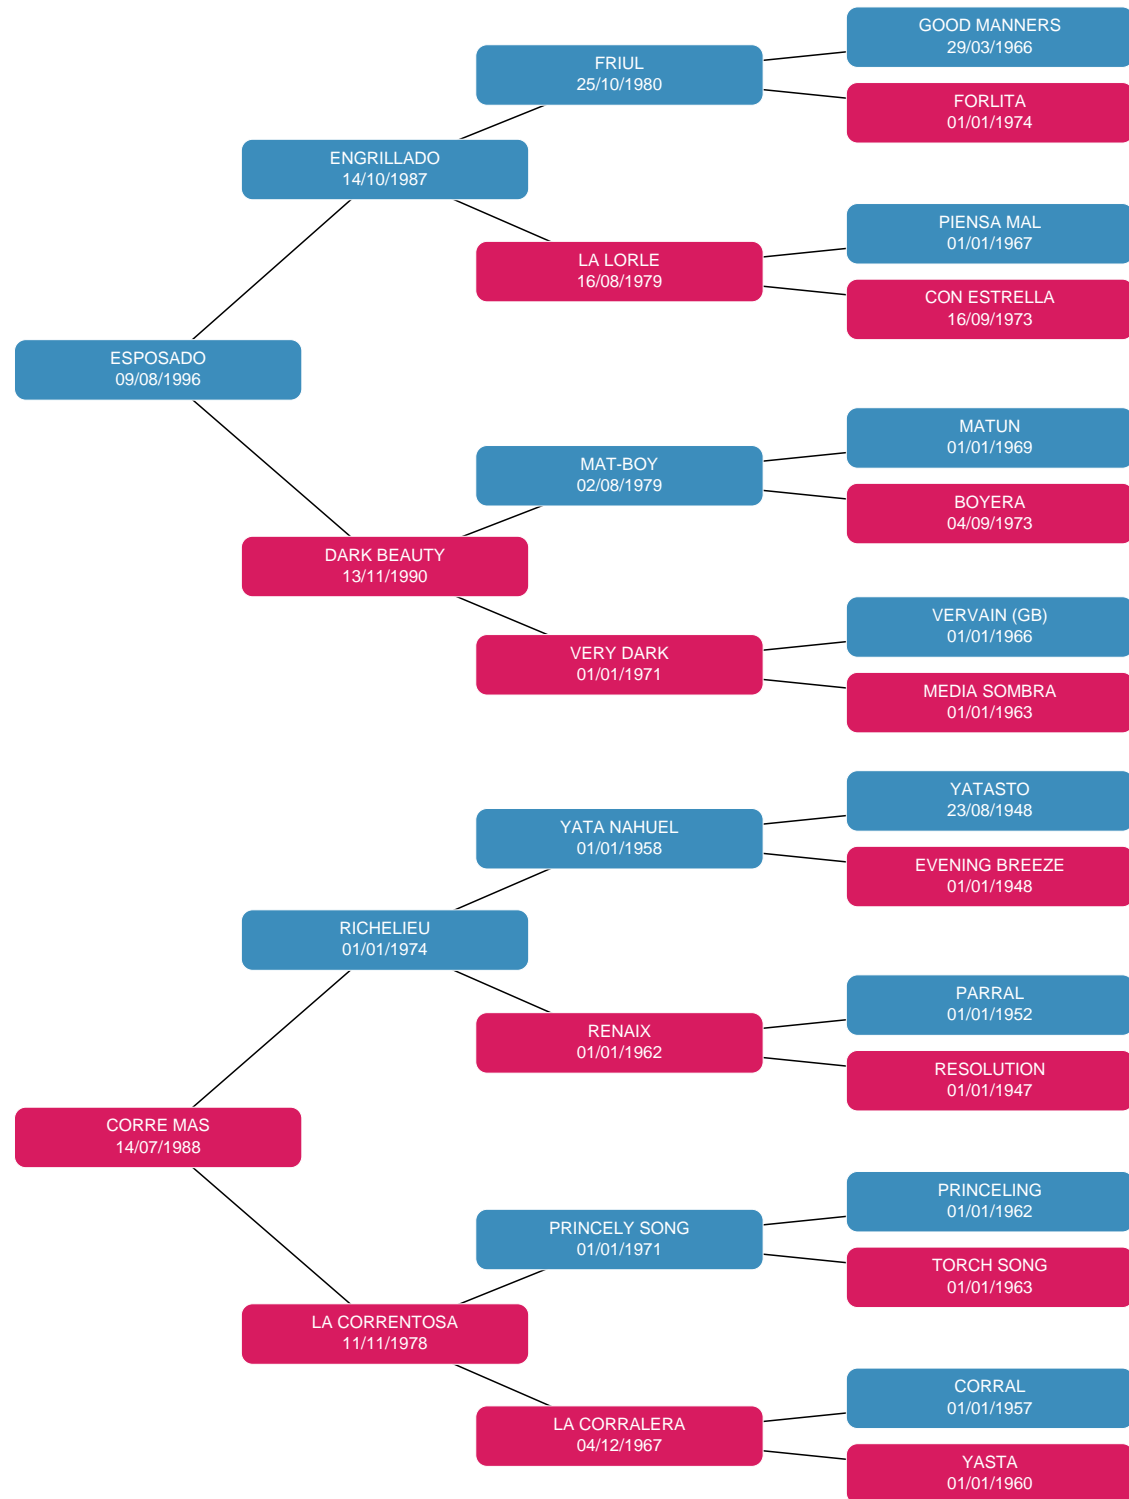 GOOD MANNERS
29/03/1966
FRIUL
25/10/1980
FORLITA
01/01/1974
ENGRILLADO
14/10/1987
PIENSA MAL
01/01/1967
LA LORLE
16/08/1979
CON ESTRELLA
16/09/1973
ESPOSADO
09/08/1996
MATUN
01/01/1969
MAT-BOY
02/08/1979
BOYERA
04/09/1973
DARK BEAUTY
13/11/1990
VERVAIN (GB)
01/01/1966
VERY DARK
01/01/1971
MEDIA SOMBRA
01/01/1963
YATASTO
23/08/1948
YATA NAHUEL
01/01/1958
EVENING BREEZE
01/01/1948
RICHELIEU
01/01/1974
PARRAL
01/01/1952
RENAIX
01/01/1962
RESOLUTION
01/01/1947
CORRE MAS
14/07/1988
PRINCELING
01/01/1962
PRINCELY SONG
01/01/1971
TORCH SONG
01/01/1963
LA CORRENTOSA
11/11/1978
CORRAL
01/01/1957
LA CORRALERA
04/12/1967
YASTA
01/01/1960